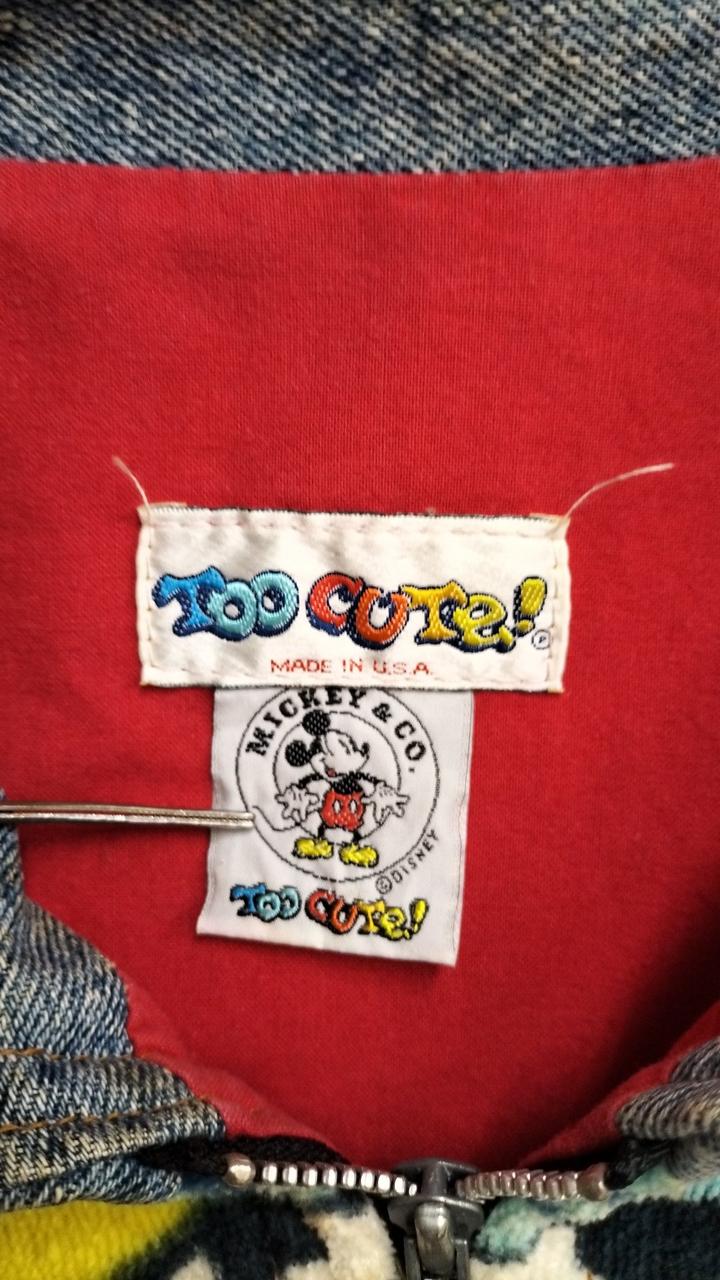 TOO CUTE! ℗
MADE IN U.S.A.
MICKEY & CO.
©DISNEY
TOO CUTE!